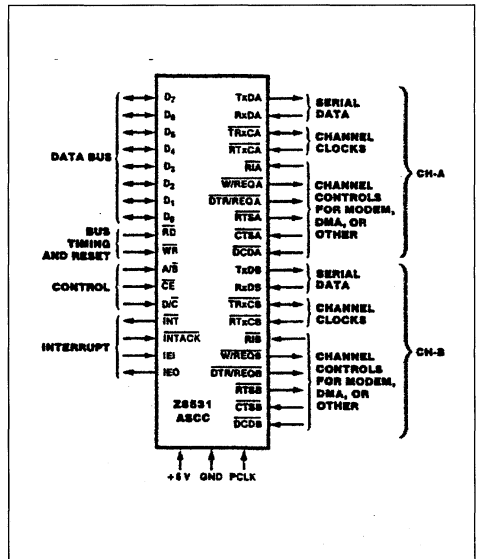 D7
D6
D5
D4
D3
D2
D1
D0
DATA BUS
RD
WR
BUS
TIMING
AND RESET
A/B
CE
D/C
CONTROL
INT
INTACK
IEI
IEO
INTERRUPT
TxDA
RxDA
SERIAL
DATA
TRxCA
RTxCA
CHANNEL
CLOCKS
RIA
W/REQA
DTR/REQA
RTSA
CTSA
DCDA
CHANNEL
CONTROLS
FOR MODEM,
DMA, OR
OTHER
CH-A
TxDB
RxDB
SERIAL
DATA
TRxCB
RTxCB
CHANNEL
CLOCKS
RIB
W/REQB
DTR/REQB
RTSB
CTSB
DCDB
CHANNEL
CONTROLS
FOR MODEM,
DMA, OR
OTHER
CH-B
Z8531
ASCC
+5 V GND PCLK